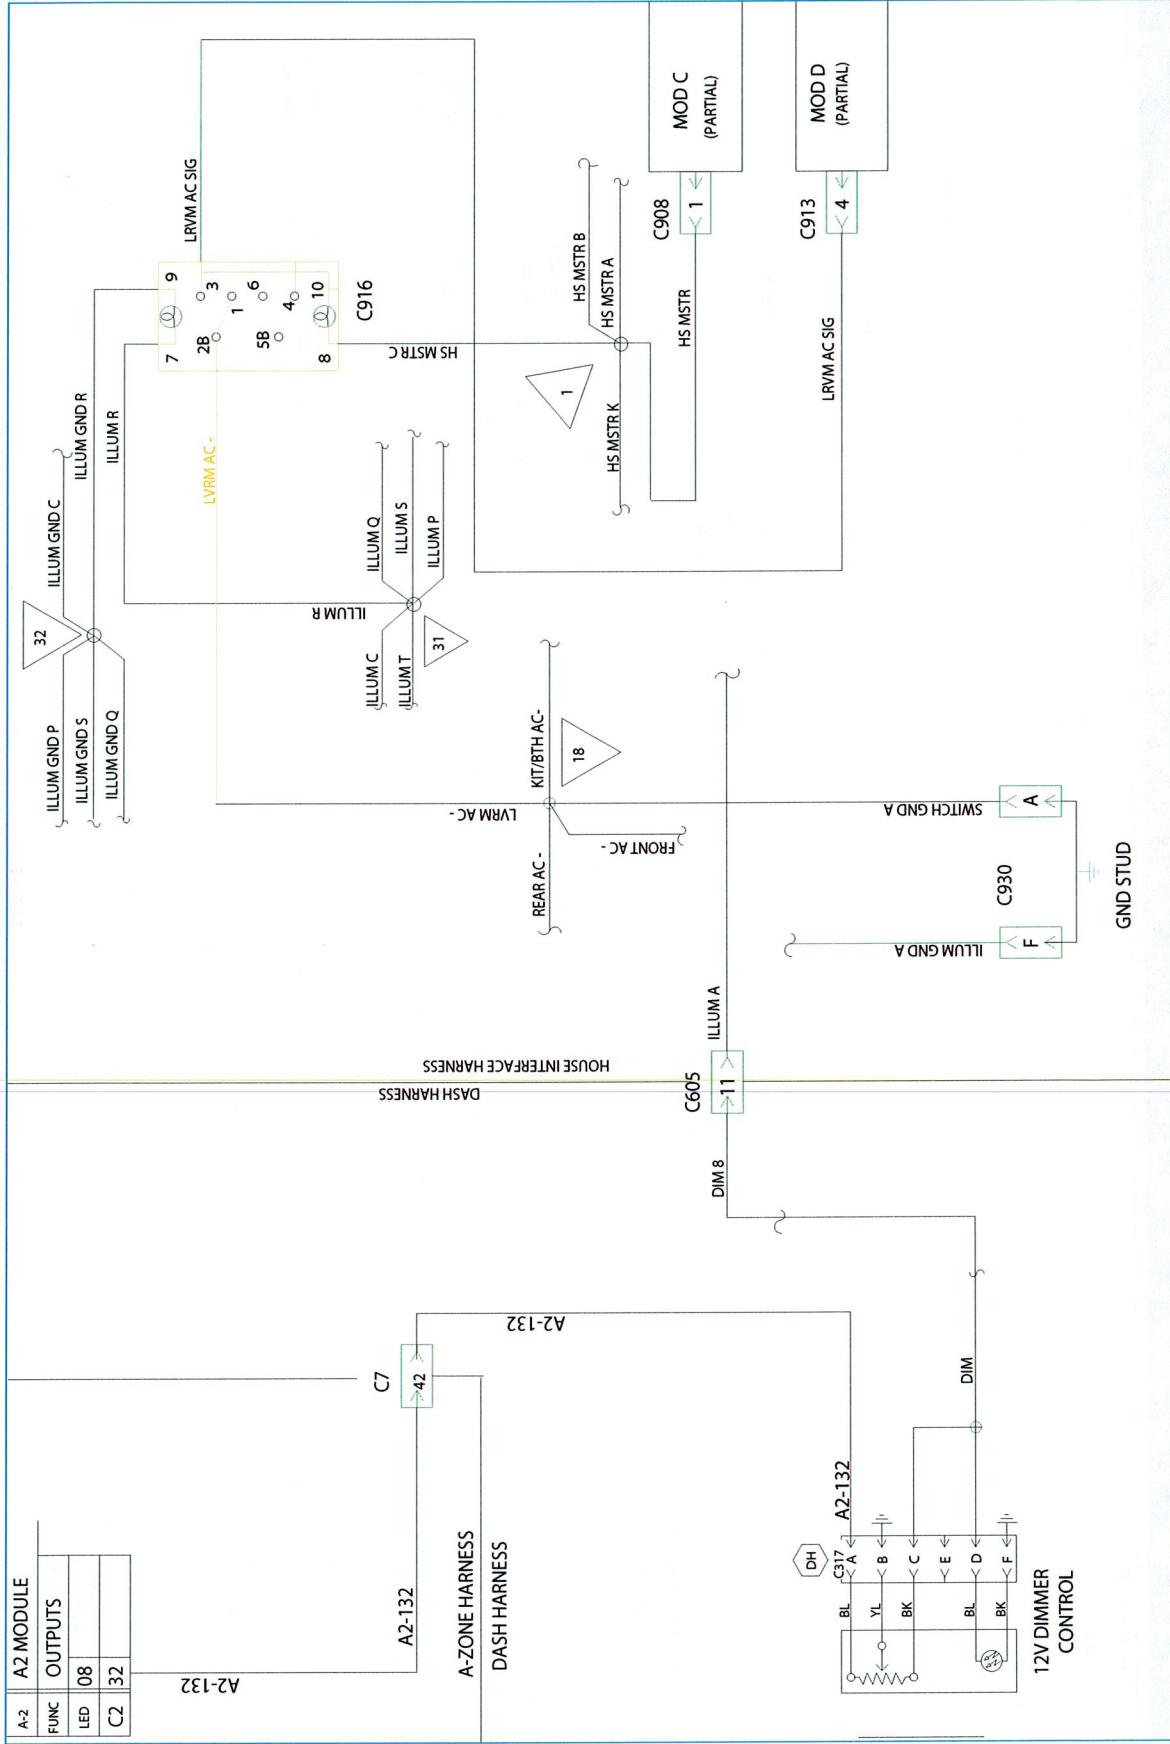 A-2 A2 MODULE
FUNC OUTPUTS
LED 08
C2 32
A2-132
A2-132
C7
42
A2-132
A-ZONE HARNESS
DASH HARNESS
A2-132
DH
C317
A
B
C
E
D
F
BL
YL
BK
BL
BK
12V DIMMER
CONTROL
DIM
DIM 8
C605
11
ILLUM A
DASH HARNESS
HOUSE INTERFACE HARNESS
ILLUM GND A
F
C930
A
SWITCH GND A
GND STUD
REAR AC -
FRONT AC -
LVRM AC -
KIT/BTH AC-
18
ILLUM GND P
ILLUM GND S
ILLUM GND Q
32
ILLUM GND C
ILLUM GND R
ILLUM R
ILLUM R
ILLUM C
ILLUM T
31
ILLUM Q
ILLUM S
ILLUM P
LVRM AC -
7
9
2B
3
1
6
5B
4
8
10
C916
LRVM AC SIG
HS MSTR C
1
HS MSTR K
HS MSTR B
HS MSTR A
HS MSTR
C908
1
MOD C
(PARTIAL)
LRVM AC SIG
C913
4
MOD D
(PARTIAL)